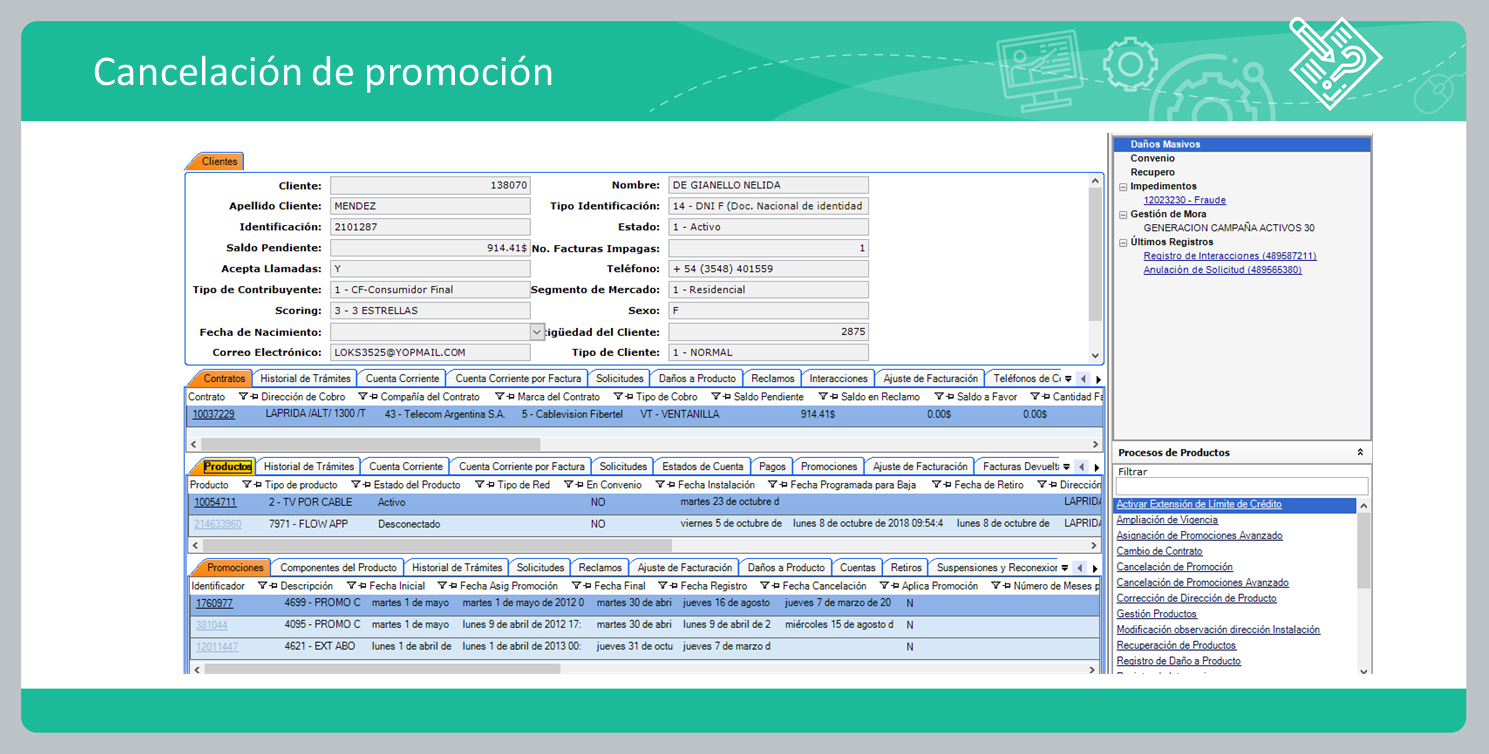 Cancelación de promoción
Clientes
Cliente: 138070 Nombre: DE GIANELLO NELIDA
Apellido Cliente: MENDEZ Tipo Identificación: 14 - DNI F (Doc. Nacional de identidad
Identificación: 2101287 Estado: 1 - Activo
Saldo Pendiente: 914.41$ No. Facturas Impagas: 1
Acepta Llamadas: Y Teléfono: + 54 (3548) 401559
Tipo de Contribuyente: 1 - CF-Consumidor Final Segmento de Mercado: 1 - Residencial
Scoring: 3 - 3 ESTRELLAS Sexo: F
Fecha de Nacimiento: tigüedad del Cliente: 2875
Correo Electrónico: LOKS3525@YOPMAIL.COM Tipo de Cliente: 1 - NORMAL
Contratos Historial de Trámites Cuenta Corriente Cuenta Corriente por Factura Solicitudes Daños a Producto Reclamos Interacciones Ajuste de Facturación Teléfonos de Co
Contrato Dirección de Cobro Compañía del Contrato Marca del Contrato Tipo de Cobro Saldo Pendiente Saldo en Reclamo Saldo a Favor Cantidad Fa
10037229 LAPRIDA /ALT/ 1300 /T 43 - Telecom Argentina S.A. 5 - Cablevision Fibertel VT - VENTANILLA 914.41$ 0.00$ 0.00$
Productos Historial de Trámites Cuenta Corriente Cuenta Corriente por Factura Solicitudes Estados de Cuenta Pagos Promociones Ajuste de Facturación Facturas Devuelta
Producto Tipo de producto Estado del Producto Tipo de Red En Convenio Fecha Instalación Fecha Programada para Baja Fecha de Retiro Dirección
10054711 2 - TV POR CABLE Activo NO martes 23 de octubre d LAPRIDA
214633960 7971 - FLOW APP Desconectado NO viernes 5 de octubre de lunes 8 de octubre de 2018 09:54:4 lunes 8 de octubre de LAPRIDA
Promociones Componentes del Producto Historial de Trámites Solicitudes Reclamos Ajuste de Facturación Daños a Producto Cuentas Retiros Suspensiones y Reconexion
Identificador Descripción Fecha Inicial Fecha Asig Promoción Fecha Final Fecha Registro Fecha Cancelación Aplica Promoción Número de Meses p
1760977 4699 - PROMO C martes 1 de mayo martes 1 de mayo de 2012 0 martes 30 de abri jueves 16 de agosto jueves 7 de marzo de 20 N
381044 4095 - PROMO C martes 1 de mayo lunes 9 de abril de 2012 17: martes 30 de abri lunes 9 de abril de 2 miércoles 15 de agosto d N
12011447 4621 - EXT ABO lunes 1 de abril de lunes 1 de abril de 2013 00: jueves 31 de octu jueves 7 de marzo d N
Daños Masivos
Convenio
Recupero
Impedimentos
12023230 - Fraude
Gestión de Mora
GENERACION CAMPAÑA ACTIVOS 30
Últimos Registros
Registro de Interacciones (489587211)
Anulación de Solicitud (489565380)
Procesos de Productos
Filtrar
Activar Extensión de Límite de Crédito
Ampliación de Vigencia
Asignación de Promociones Avanzado
Cambio de Contrato
Cancelación de Promoción
Cancelación de Promociones Avanzado
Corrección de Dirección de Producto
Gestión Productos
Modificación observación dirección Instalación
Recuperación de Productos
Registro de Daño a Producto